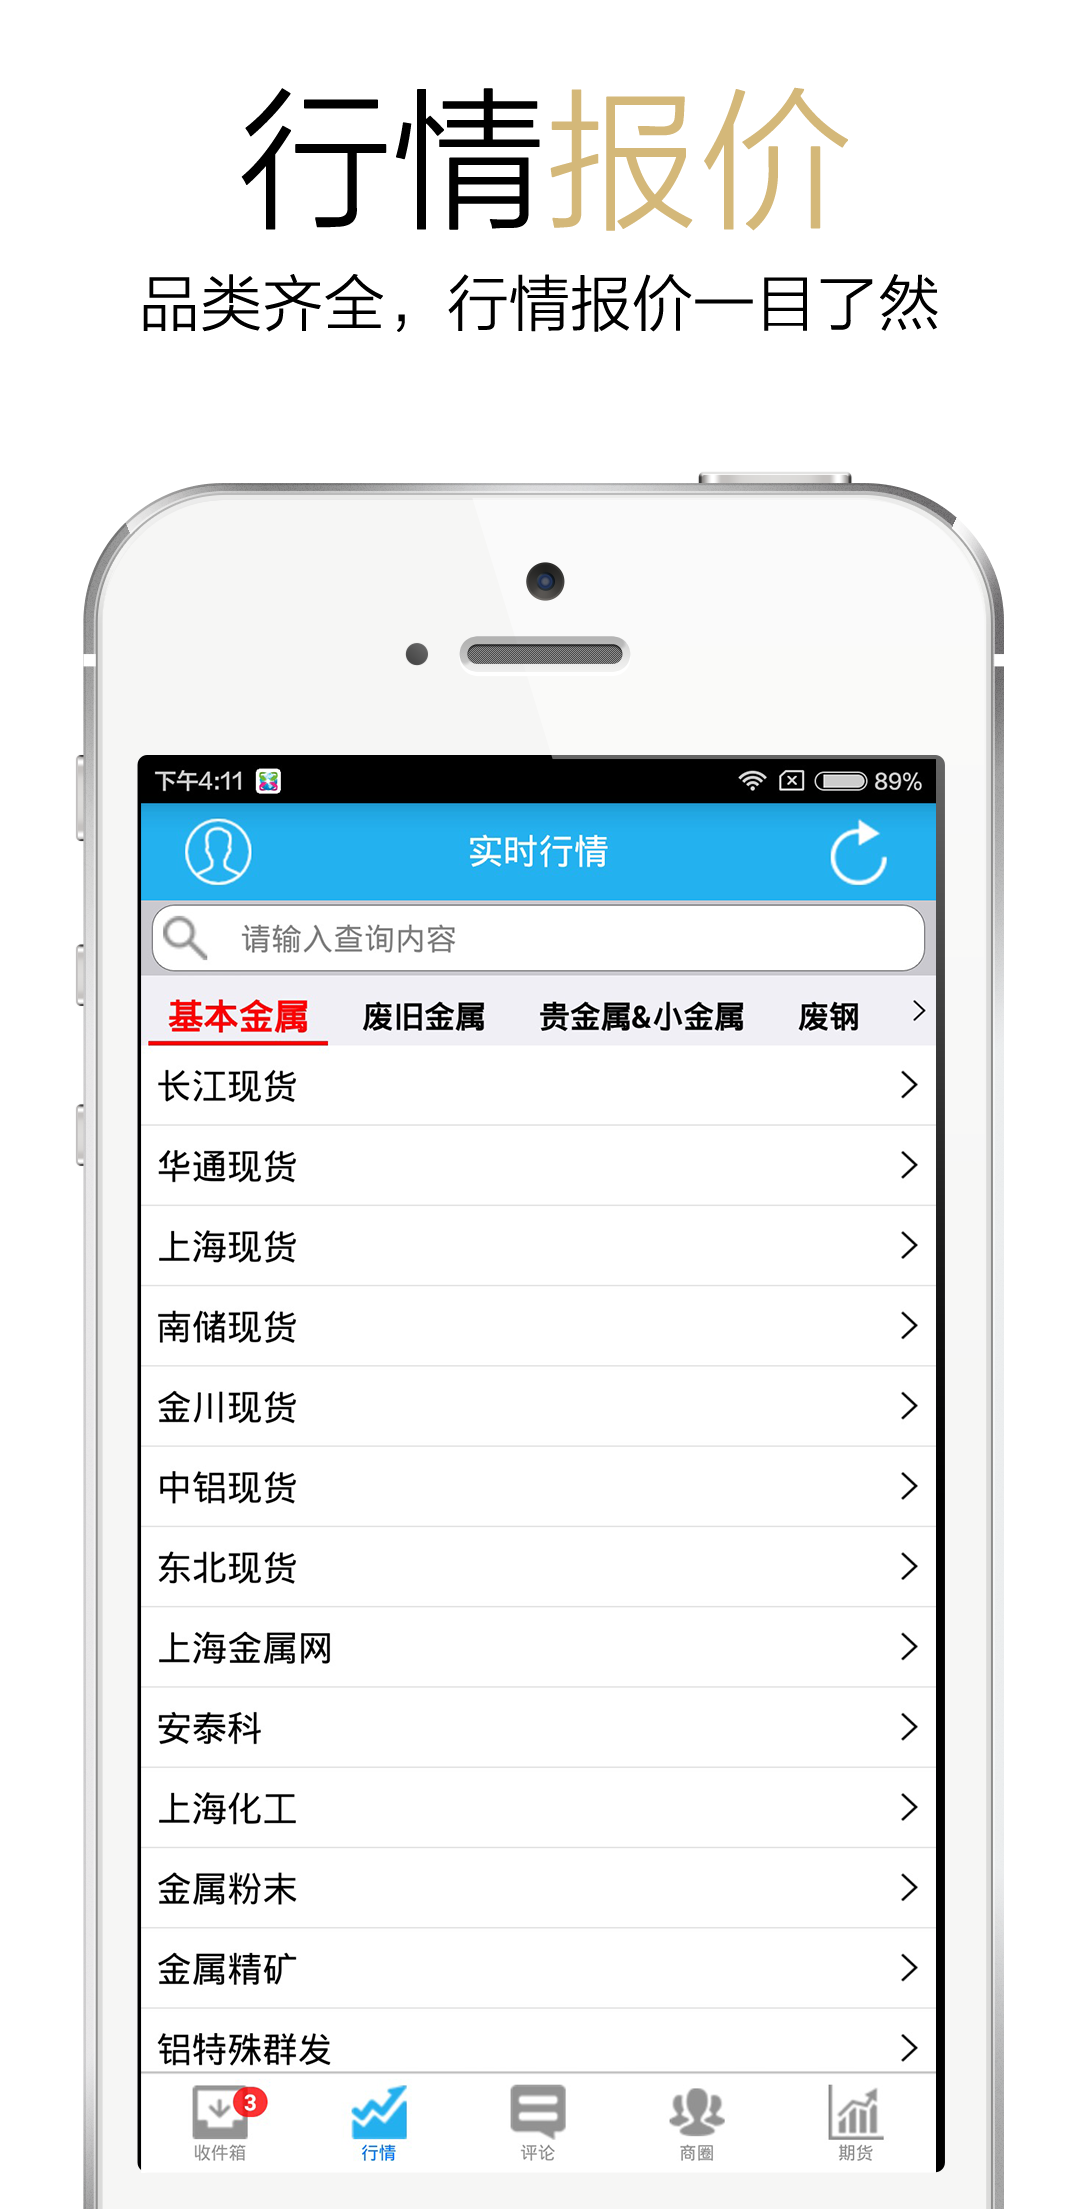 行情报价
品类齐全，行情报价一目了然
下午4:11 89%
实时行情
请输入查询内容
基本金属 废旧金属 贵金属&小金属 废钢
长江现货
华通现货
上海现货
南储现货
金川现货
中铝现货
东北现货
上海金属网
安泰科
上海化工
金属粉末
金属精矿
铝特殊群发
3
收件箱 行情 评论 商圈 期货